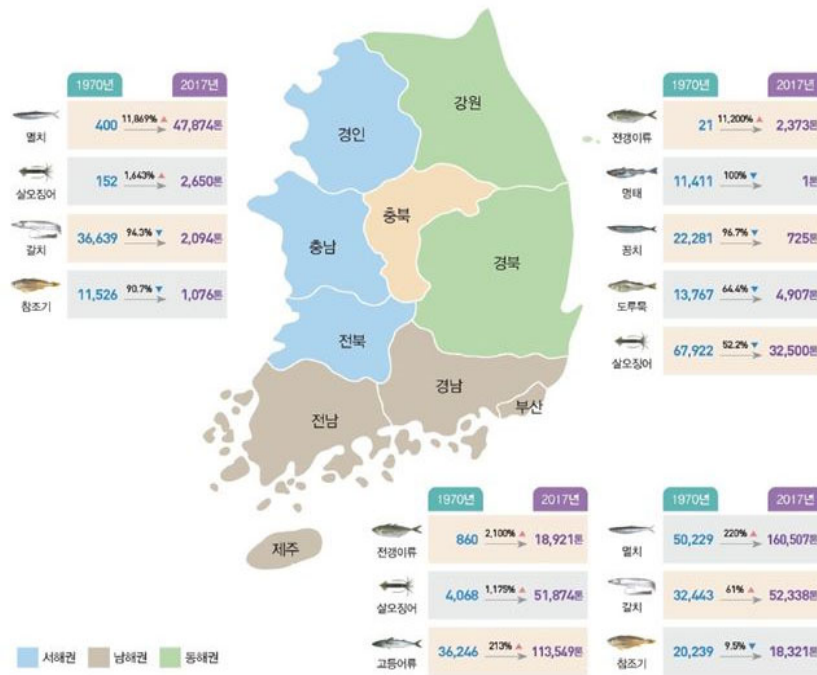 1970년 2017년
멸치 400 11,869% ▲ 47,874톤
살오징어 152 1,643% ▲ 2,650톤
갈치 36,639 94.3% ▼ 2,094톤
참조기 11,526 90.7% ▼ 1,076톤
강원
경인
충북
충남
경북
전북
경남
전남
부산
제주
1970년 2017년
전갱이류 21 11,200% ▲ 2,373톤
명태 11,411 100% ▼ 1톤
꽁치 22,281 96.7% ▼ 725톤
도루묵 13,767 64.4% ▼ 4,907톤
살오징어 67,922 52.2% ▼ 32,500톤
1970년 2017년
전갱이류 860 2,100% ▲ 18,921톤
살오징어 4,068 1,175% ▲ 51,874톤
고등어류 36,246 213% ▲ 113,549톤
1970년 2017년
멸치 50,229 220% ▲ 160,507톤
갈치 32,443 61% ▲ 52,338톤
참조기 20,239 9.5% ▼ 18,321톤
서해권 남해권 동해권